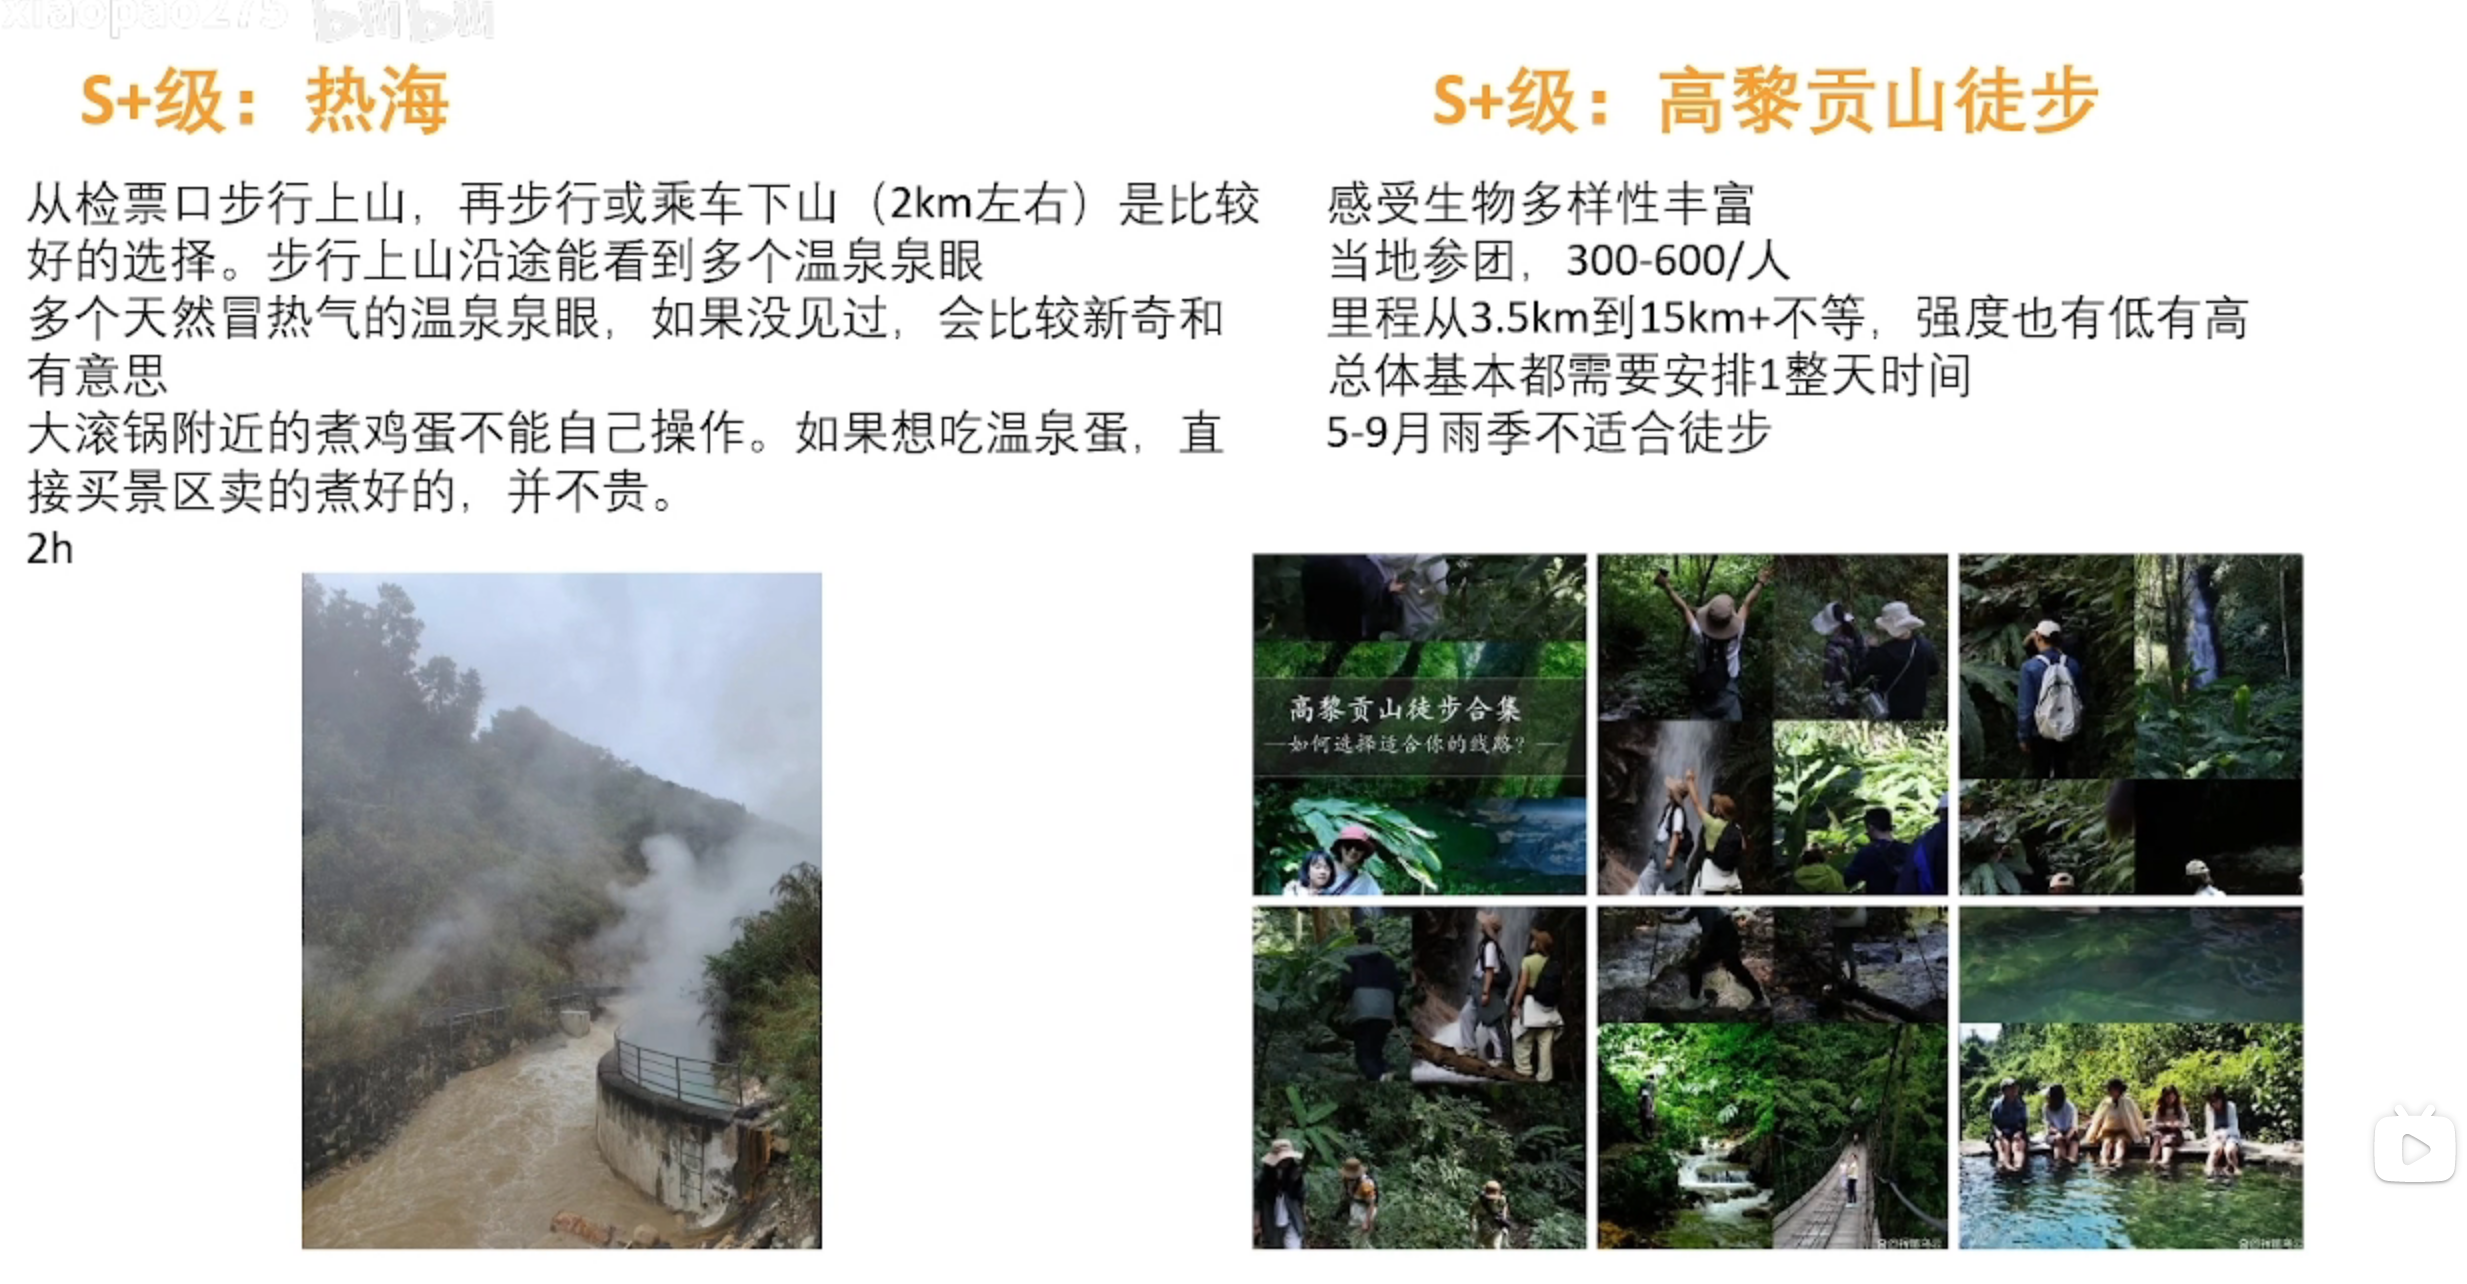 xiaopao275 bilibili
S+级：热海
从检票口步行上山，再步行或乘车下山（2km左右）是比较
好的选择。步行上山沿途能看到多个温泉泉眼
多个天然冒热气的温泉泉眼，如果没见过，会比较新奇和
有意思
大滚锅附近的煮鸡蛋不能自己操作。如果想吃温泉蛋，直
接买景区卖的煮好的，并不贵。
2h
S+级：高黎贡山徒步
感受生物多样性丰富
当地参团，300-600/人
里程从3.5km到15km+不等，强度也有低有高
总体基本都需要安排1整天时间
5-9月雨季不适合徒步
高黎贡山徒步合集
—如何选择适合你的线路？—